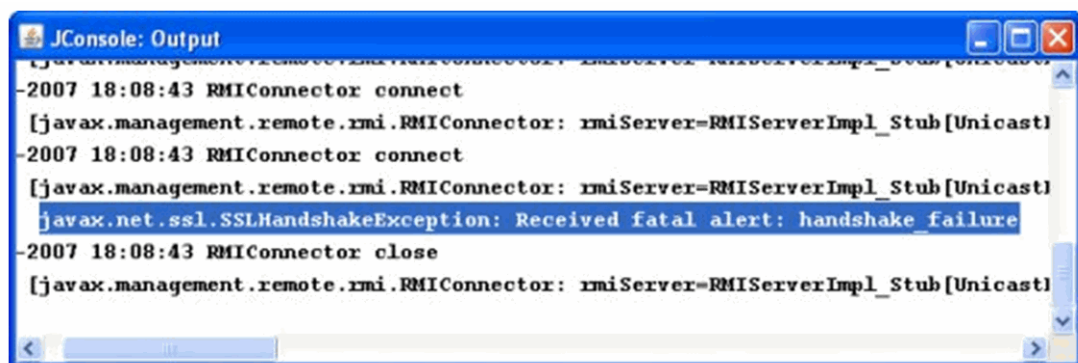 JConsole: Output
-2007 18:08:43 RMIConnector connect
[javax.management.remote.rmi.RMIConnector: rmiServer=RMIServerImpl_Stub[Unicast
-2007 18:08:43 RMIConnector connect
[javax.management.remote.rmi.RMIConnector: rmiServer=RMIServerImpl_Stub[Unicast
javax.net.ssl.SSLHandshakeException: Received fatal alert: handshake_failure
-2007 18:08:43 RMIConnector close
[javax.management.remote.rmi.RMIConnector: rmiServer=RMIServerImpl_Stub[Unicast